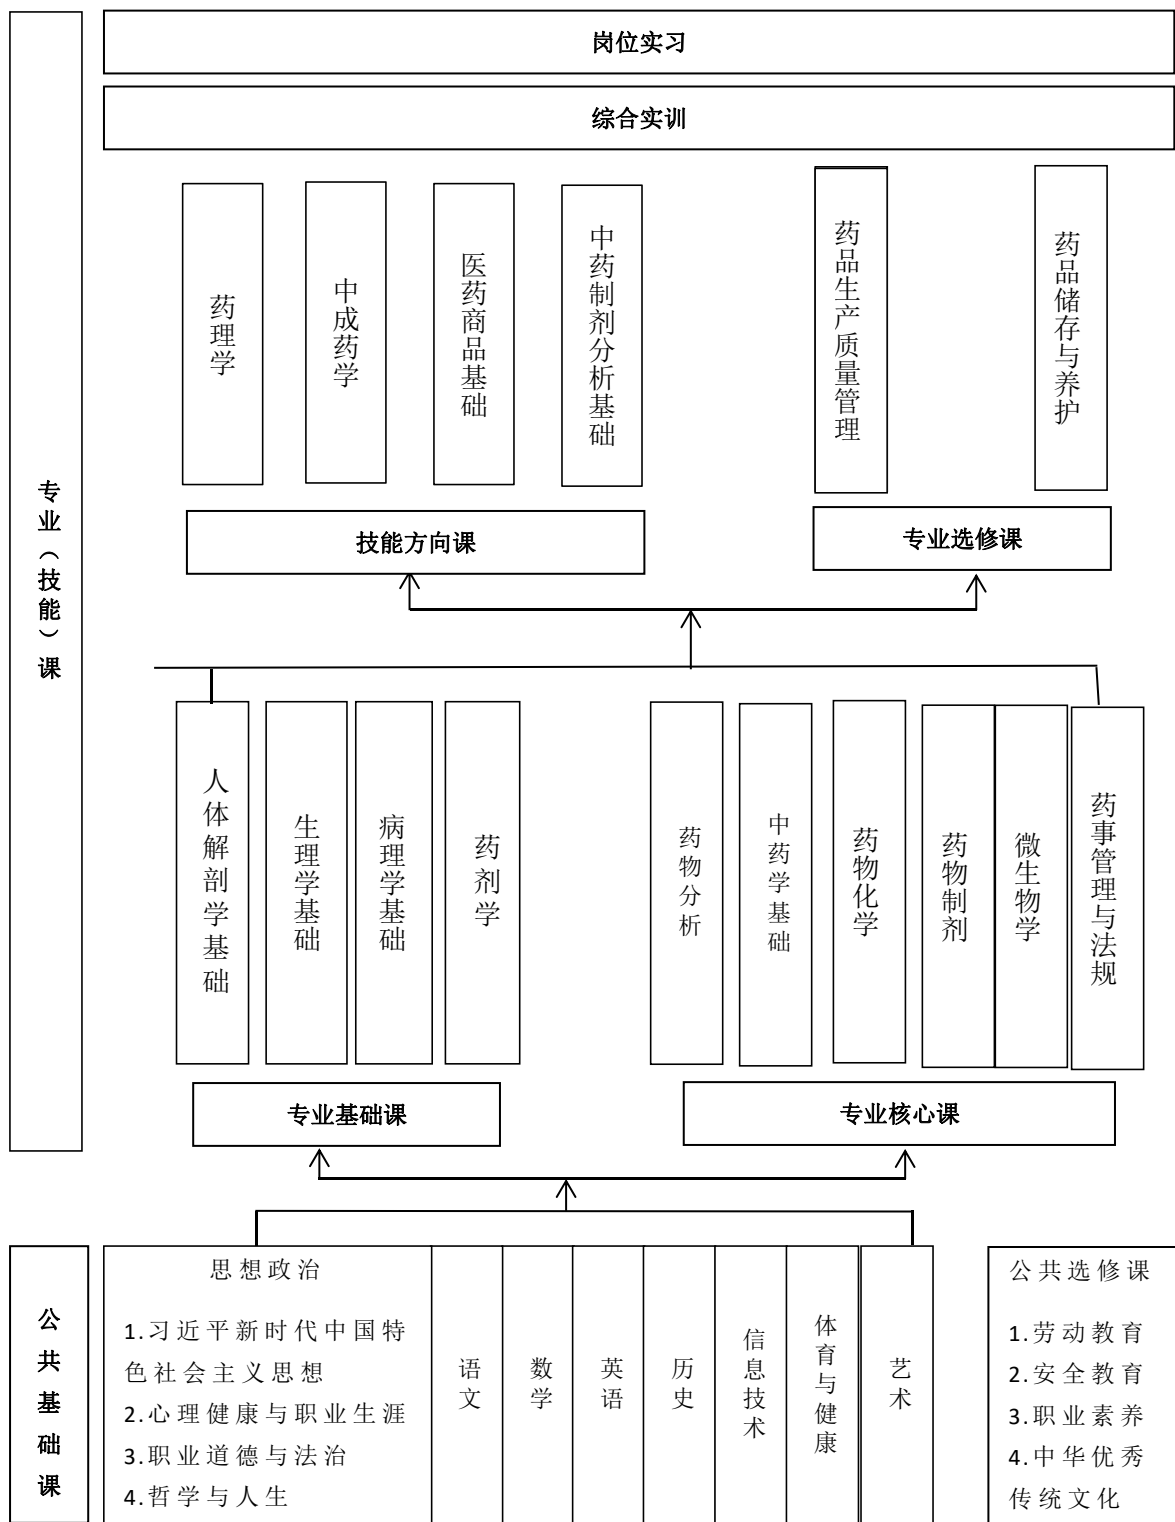 岗位实习
综合实训
药理学
中成药学
医药商品基础
中药制剂分析基础
药品生产质量管理
药品储存与养护
专业（技能）课
技能方向课
专业选修课
人体解剖学基础
生理学基础
病理学基础
药剂学
药物分析
中药学基础
药物化学
药物制剂
微生物学
药事管理与法规
专业基础课
专业核心课
公共基础课
思想政治
1.习近平新时代中国特
色社会主义思想
2.心理健康与职业生涯
3.职业道德与法治
4.哲学与人生
语文
数学
英语
历史
信息技术
体育与健康
艺术
公共选修课
1.劳动教育
2.安全教育
3.职业素养
4.中华优秀
传统文化